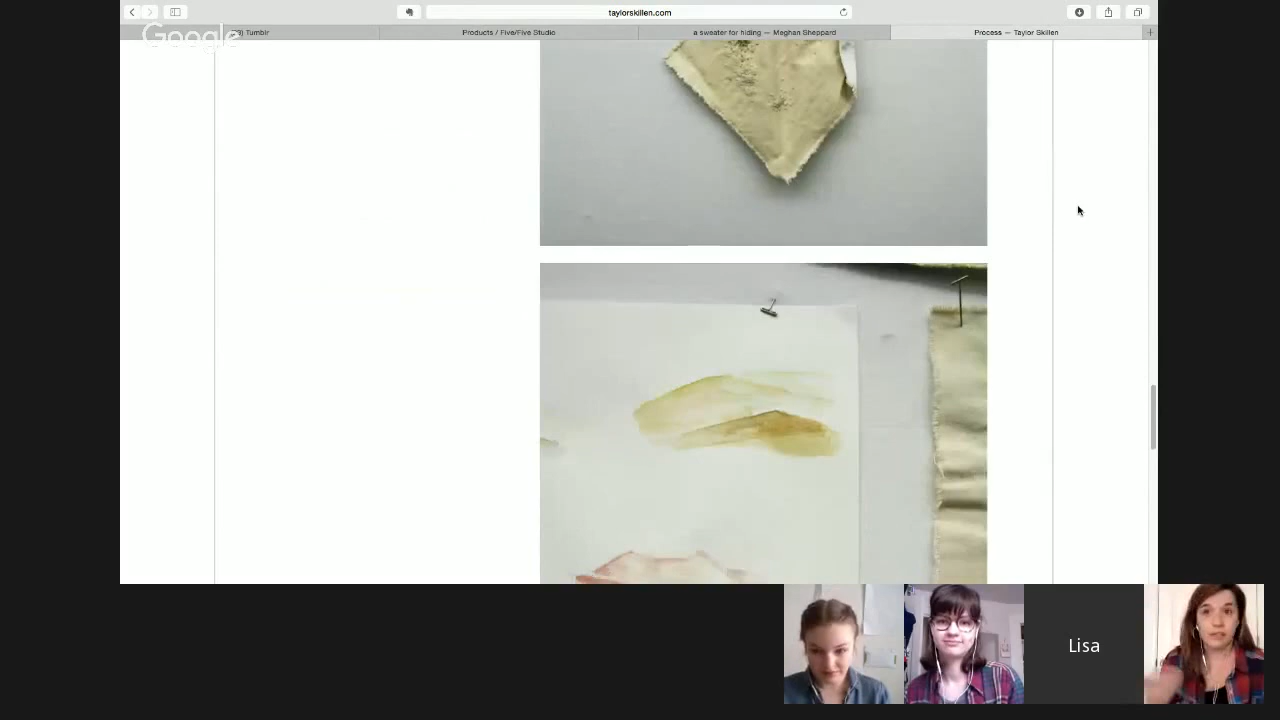 taylorskillen.com
Google
) Tumblr
Products / Five/Five Studio
a sweater for hiding — Meghan Sheppard
Process — Taylor Skillen
Lisa